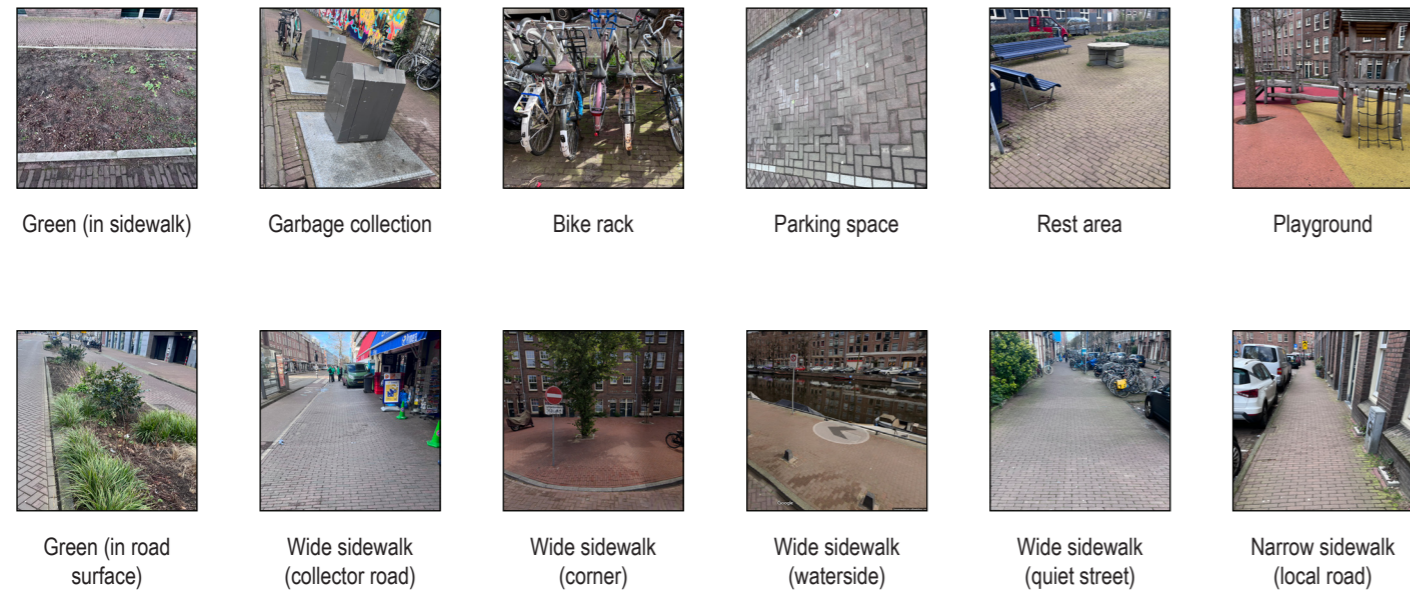 Green (in sidewalk)
Garbage collection
Bike rack
Parking space
Rest area
Playground
Green (in road
surface)
Wide sidewalk
(collector road)
Wide sidewalk
(corner)
Wide sidewalk
(waterside)
Wide sidewalk
(quiet street)
Narrow sidewalk
(local road)